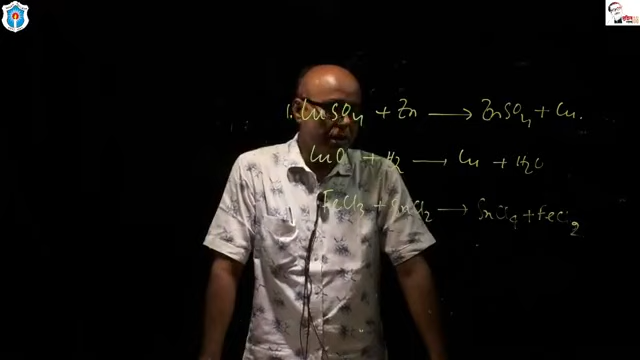 1. CuSO4 + Zn → ZnSO4 + Cu.
CuO + H2 → Cu + H2O
FeCl3 + SnCl2 → SnCl4 + FeCl2